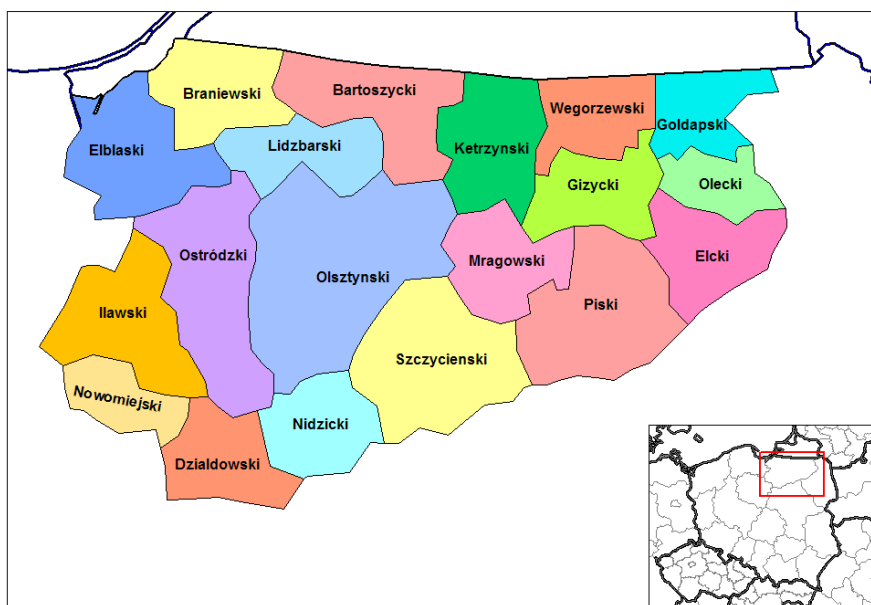 Braniewski
Bartoszycki
Wegorzewski
Goldapski
Elblaski
Lidzbarski
Ketrzynski
Gizycki
Olecki
Ostródzki
Olsztynski
Mragowski
Elcki
Ilawski
Piski
Szczycienski
Nowomiejski
Nidzicki
Dzialdowski